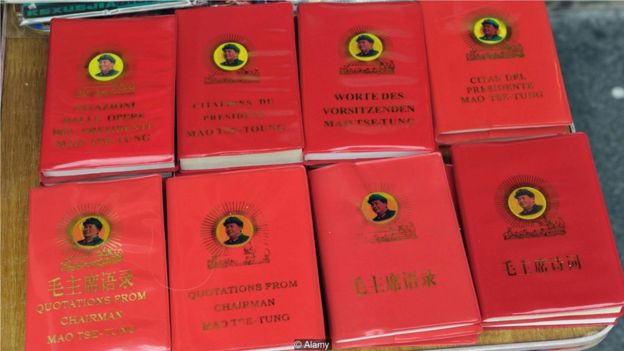 CITAZIONI
DALLE OPERE
DEL PRESIDENTE
MAO TSE-TUNG
CITATIONS DU
PRESIDENT
MAO TSE-TOUNG
WORTE DES
VORSITZENDEN
MAO TSE-TUNG
CITAS DEL
PRESIDENTE
MAO TSE-TUNG
毛主席语录
QUOTATIONS FROM
CHAIRMAN
MAO TSE-TUNG
QUOTATIONS FROM
CHAIRMAN
MAO TSE-TUNG
毛主席语录
毛主席诗词
© Alamy